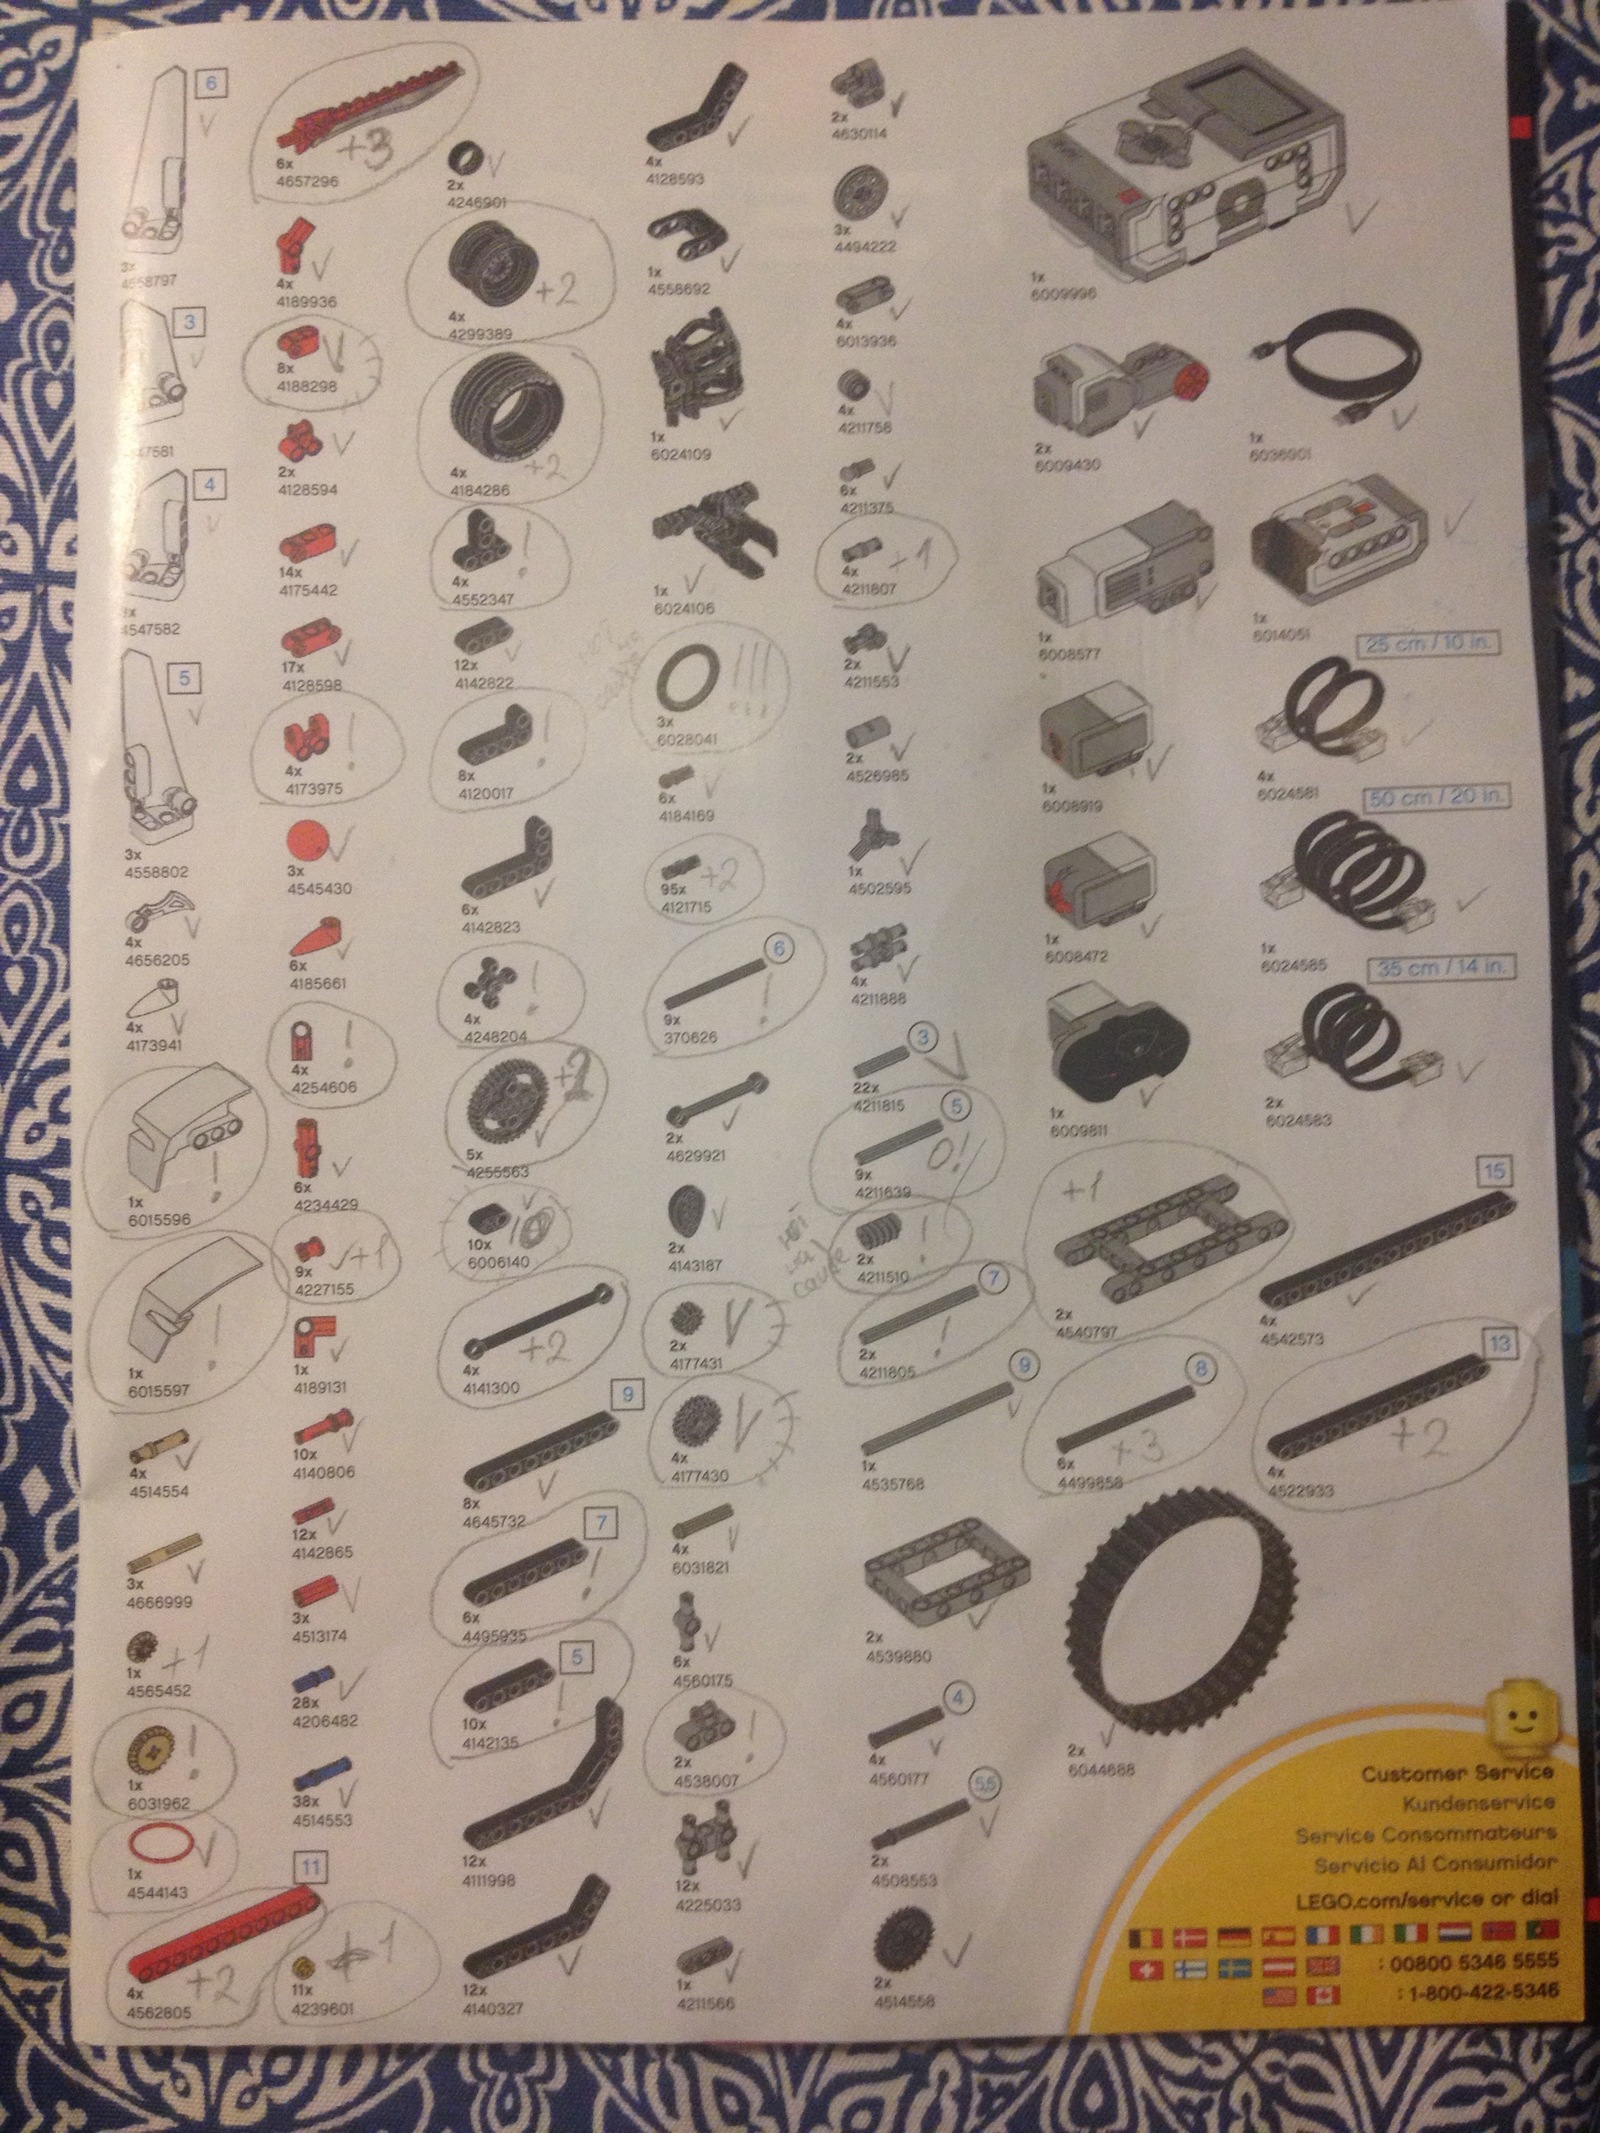 6
3x
4558797
3
47581
4
3x
4547582
5
3x
4558802
4x
4656205
4x
4173941
1x
6015596
!
1x
6015597
!
4x
4514554
3x
4666999
1x
+1
4565452
1x
6031962
!
1x
4544143
11
4x
4562805
+2
6x
4657296
+3
4x
4189936
8x
4188298
2x
4128594
14x
4175442
17x
4128598
4x
4173975
!
3x
4545430
6x
4185661
4x
4254606
!
6x
4234429
9x
+1
4227155
1x
4189131
10x
4140806
12x
4142865
3x
4513174
28x
4206482
38x
4514553
11x
+1
4239601
2x
4246901
4x
+2
4299389
4x
+2
4184286
4x
4552347
!
12x
4142822
8x
4120017
!
6x
4142823
4x
4248204
!
5x
4255563
10x
6006140
4x
+2
4141300
9
8x
4645732
7
6x
4495935
!
5
10x
4142135
!
12x
4111998
12x
4140327
4x
4128593
1x
4558692
1x
6024109
1x
6024106
3x
6028041
!!!
6x
4184169
95x
+2
4121715
6
9x
370626
!
2x
4629921
2x
4143187
2x
4177431
4x
4177430
4x
6031821
6x
4560175
2x
4538007
!
12x
4225033
1x
4211566
2x
4630114
3x
4494222
4x
6013936
4x
4211758
6x
4211375
4x
+1
4211807
2x
4211553
2x
4526985
1x
4502595
4x
4211888
3
22x
4211815
5
9x
0!
4211639
2x
4211510
!
7
2x
4211805
!
9
1x
4535768
2x
4539880
4
4x
4560177
5,5
2x
4508553
2x
4514558
1x
6009996
2x
6009430
1x
6008577
1x
6008919
1x
6008472
1x
6009811
+1
2x
4540797
8
6x
+3
4499858
2x
6044688
1x
6036901
1x
6014051
25 cm / 10 in.
4x
6024581
50 cm / 20 in.
1x
6024585
35 cm / 14 in.
2x
6024583
15
4x
4542573
13
4x
+2
4522933
Customer Service
Kundenservice
Service Consommateurs
Servicio Al Consumidor
LEGO.com/service or dial
: 00800 5346 5555
: 1-800-422-5346